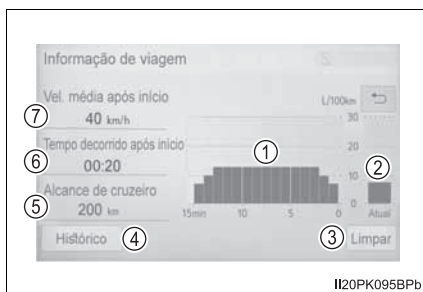 Informação de viagem
Vel. média após início
L/100km
⑦
40 km/h
30
Tempo decorrido após início
①
20
⑥
00:20
②
10
Alcance de cruzeiro
⑤
200 km
15min 10 5 0 Atual
0
Histórico ④
③ Limpar
II20PK095BPb